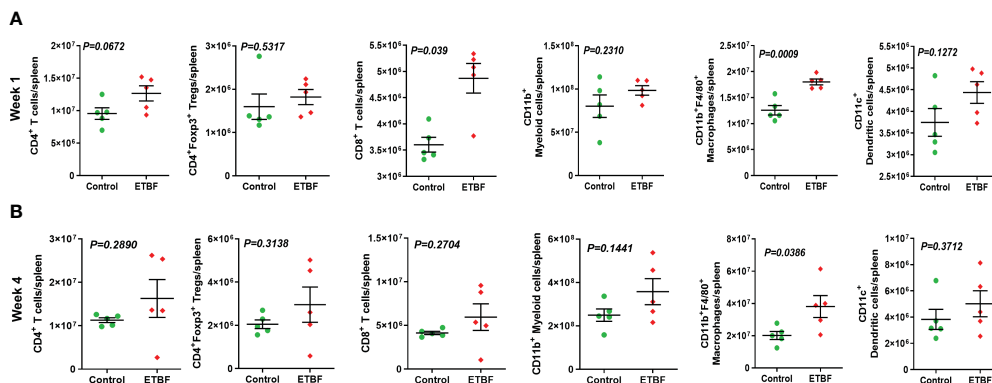 A
Week 1
P=0.0672
CD4⁺ T cells/spleen
2×10⁷
1.5×10⁷
1×10⁷
5×10⁶
0
Control
ETBF
P=0.5317
CD4⁺Foxp3⁺ Tregs/spleen
3×10⁶
2×10⁶
1×10⁶
0
Control
ETBF
P=0.039
CD8⁺ T cells/spleen
5.5×10⁶
5×10⁶
4.5×10⁶
4×10⁶
3.5×10⁶
3×10⁶
Control
ETBF
P=0.2310
CD11b⁺
Myeloid cells/spleen
1.5×10⁸
1×10⁸
5×10⁷
0
Control
ETBF
P=0.0009
CD11b⁺F4/80⁺
Macrophages/spleen
2.5×10⁷
2×10⁷
1.5×10⁷
1×10⁷
5×10⁶
0
Control
ETBF
P=0.1272
CD11c⁺
Dendritic cells/spleen
5.5×10⁶
4.5×10⁶
3.5×10⁶
2.5×10⁶
Control
ETBF
B
Week 4
P=0.2890
CD4⁺ T cells/spleen
3×10⁷
2×10⁷
1×10⁷
0
Control
ETBF
P=0.3138
CD4⁺Foxp3⁺ Tregs/spleen
6×10⁶
4×10⁶
2×10⁶
0
Control
ETBF
P=0.2704
CD8⁺ T cells/spleen
1.5×10⁷
1×10⁷
5×10⁶
0
Control
ETBF
P=0.1441
CD11b⁺ Myeloid cells/spleen
6×10⁸
4×10⁸
2×10⁸
0
Control
ETBF
P=0.0386
CD11b⁺F4/80⁺
Macrophages/spleen
8×10⁷
6×10⁷
4×10⁷
2×10⁷
0
Control
ETBF
P=0.3712
CD11c⁺
Dendritic cells/spleen
1×10⁷
8×10⁶
6×10⁶
4×10⁶
2×10⁶
0
Control
ETBF